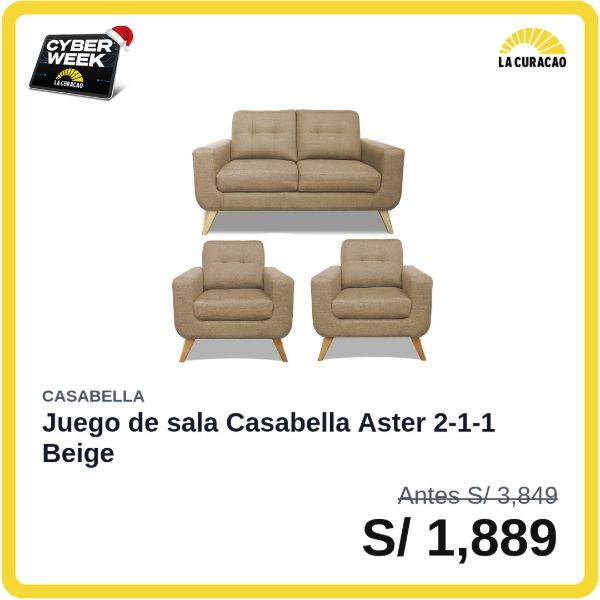 CYBER
WEEK
LA CURACAO
LA CURACAO
CASABELLA
Juego de sala Casabella Aster 2-1-1
Beige
Antes S/ 3,849
S/ 1,889